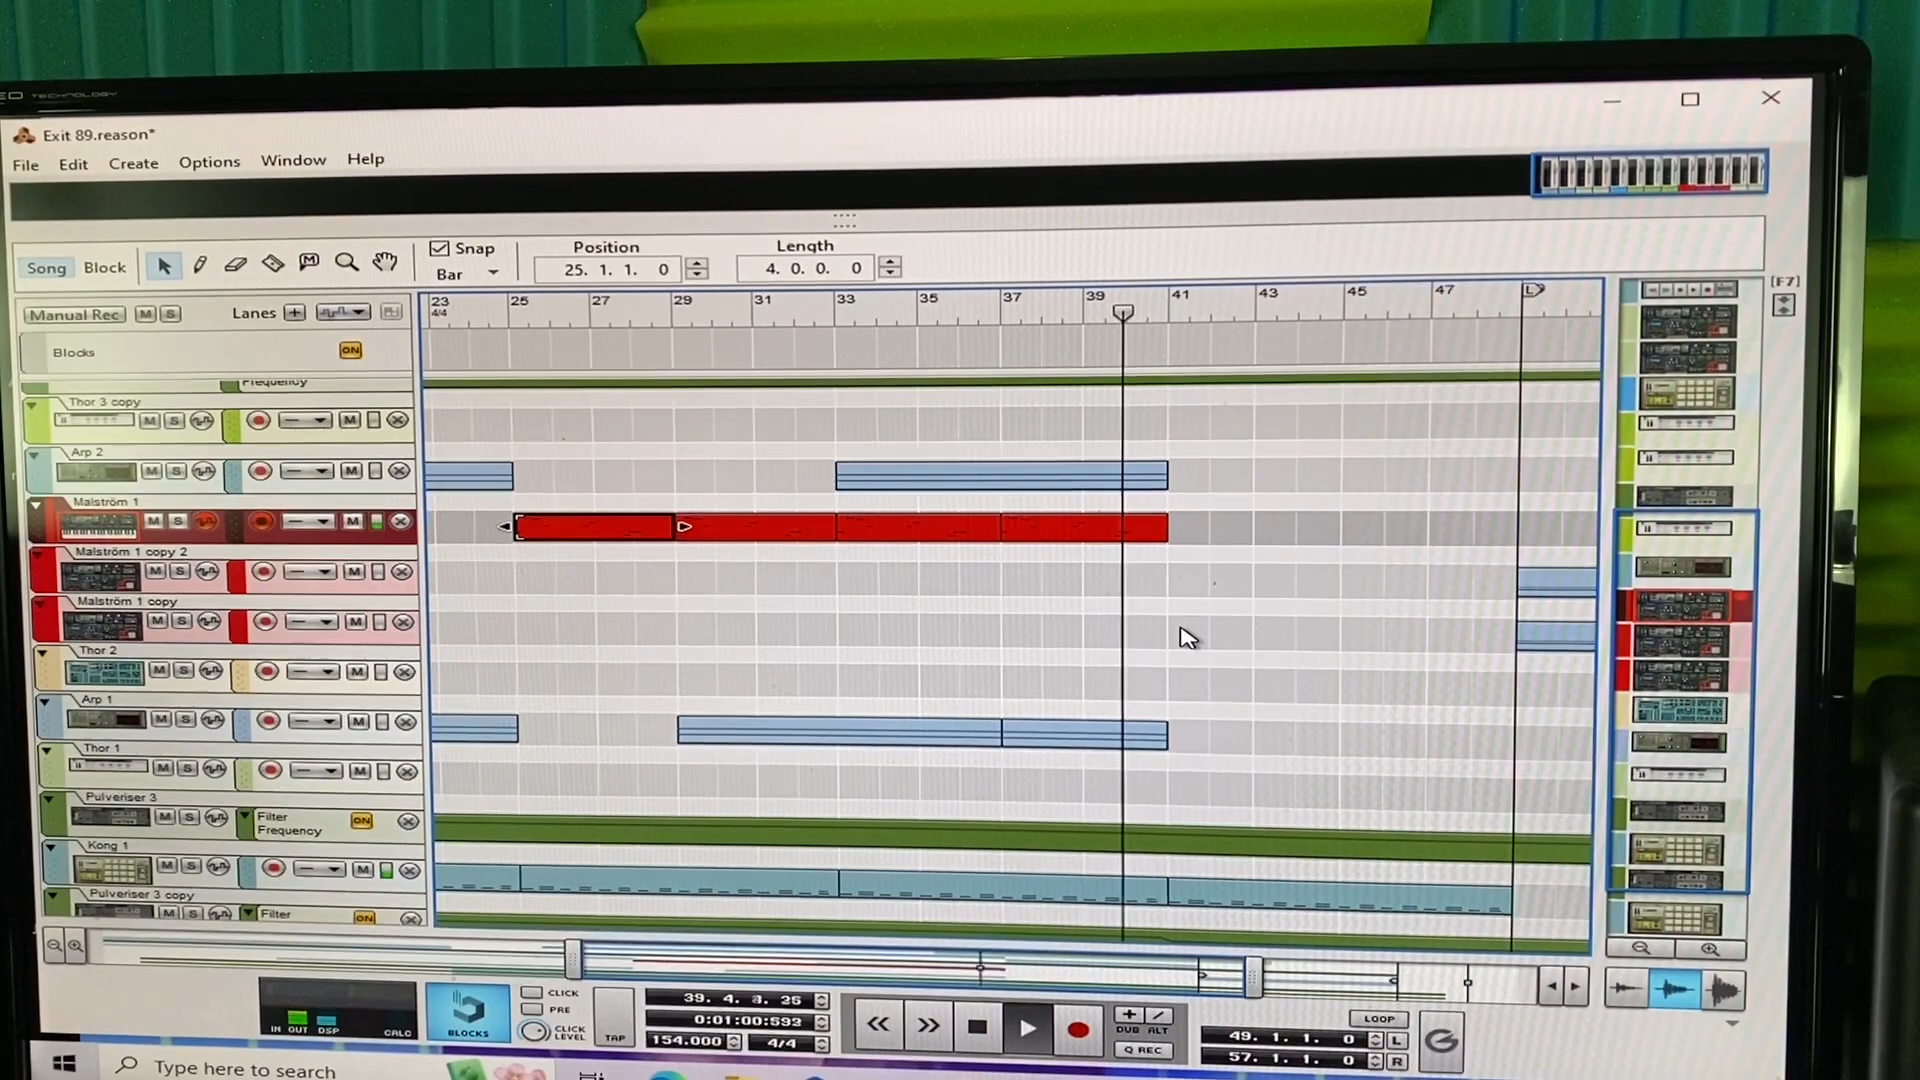 TECHNOLOGY
Exit 89.reason*
File Edit Create Options Window Help
Song Block
Snap
Bar
Position
25. 1. 1. 0
Length
4. 0. 0. 0
[F7]
Manual Rec M S Lanes
23 25 27 29 31 33 35 37 39 41 43 45 47 L
4/4
Blocks ON
Frequency
Thor 3 copy
M S M
Arp 2
M S M
Malström 1
M S M
Malström 1 copy 2
M S M
Malström 1 copy
M S M
Thor 2
M S M
Arp 1
M S M
Thor 1
M S M
Pulveriser 3
M S Filter Frequency ON
Kong 1
M S M
Pulveriser 3 copy
M S Filter ON
IN OUT DSP CALC
BLOCKS
CLICK
PRE
CLICK LEVEL
TAP
39. 4. 3. 25
0:01:00:592
154.000 4/4
DUB ALT
Q REC
LOOP
49. 1. 1. 0 L
57. 1. 1. 0 R
Type here to search